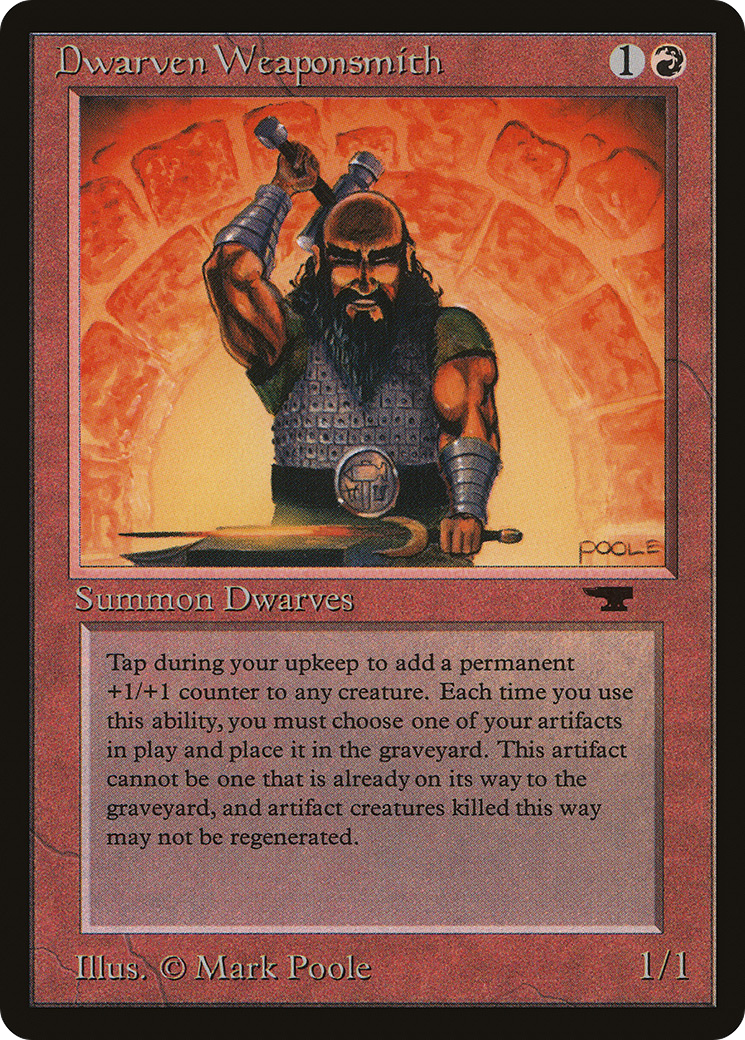 Dwarven Weaponsmith 1
POOLE
Summon Dwarves
Tap during your upkeep to add a permanent
+1/+1 counter to any creature. Each time you use
this ability, you must choose one of your artifacts
in play and place it in the graveyard. This artifact
cannot be one that is already on its way to the
graveyard, and artifact creatures killed this way
may not be regenerated.
Illus. © Mark Poole 1/1